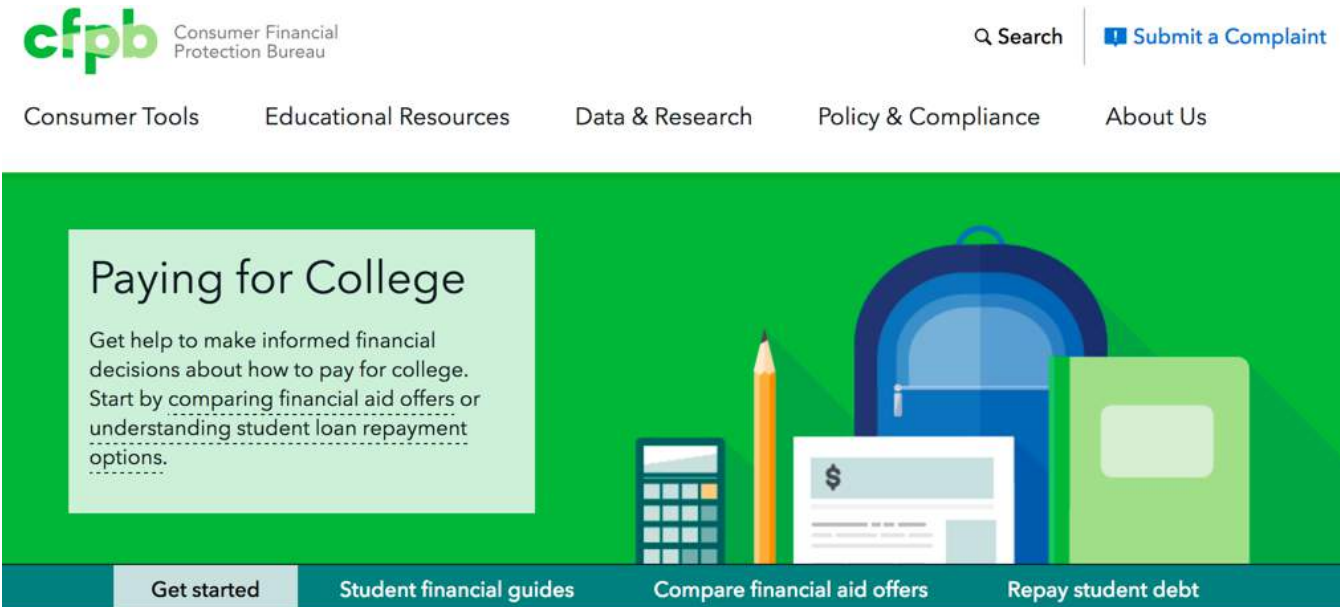 cfpb Consumer Financial
Protection Bureau
Search
Submit a Complaint
Consumer Tools Educational Resources Data & Research Policy & Compliance About Us
Paying for College
Get help to make informed financial
decisions about how to pay for college.
Start by comparing financial aid offers or
understanding student loan repayment
options.
$
Get started Student financial guides Compare financial aid offers Repay student debt